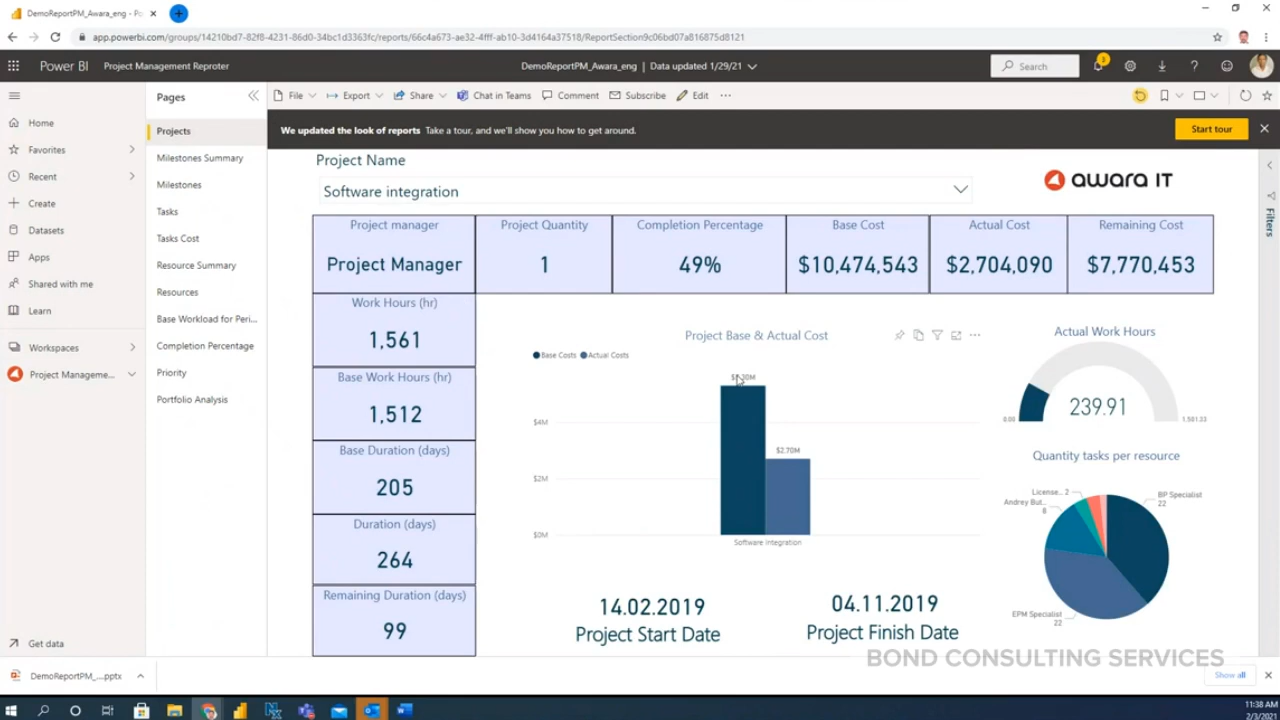 DemoReportPM_Awara_eng - Po
app.powerbi.com/groups/14210bd7-82f8-4231-86d0-34bc1d3363fc/reports/66c4a673-ae32-4fff-ab10-3d4164a37518/ReportSection9c06bd07a816875d8121
Power BI
Project Management Reproter
DemoReportPM_Awara_eng | Data updated 1/29/21
Search
1
Pages
File
Export
Share
Chat in Teams
Comment
Subscribe
Edit
Home
Favorites
Recent
Create
Datasets
Apps
Shared with me
Learn
Workspaces
Project Manageme...
Get data
Projects
Milestones Summary
Milestones
Tasks
Tasks Cost
Resource Summary
Resources
Base Workload for Peri...
Completion Percentage
Priority
Portfolio Analysis
We updated the look of reports Take a tour, and we'll show you how to get around.
Start tour
Project Name
Software integration
awara IT
Filters
Project manager
Project Manager
Project Quantity
1
Completion Percentage
49%
Base Cost
$10,474,543
Actual Cost
$2,704,090
Remaining Cost
$7,770,453
Work Hours (hr)
1,561
Base Work Hours (hr)
1,512
Base Duration (days)
205
Duration (days)
264
Remaining Duration (days)
99
Project Base & Actual Cost
Base Costs
Actual Costs
$2.70M
$4M
$2M
$0M
Software integration
14.02.2019
Project Start Date
04.11.2019
Project Finish Date
Actual Work Hours
239.91
0.00
Quantity tasks per resource
License.. 2
Andrey But...
8
BP Specialist
22
EPM Specialist
22
BOND CONSULTING SERVICES
DemoReportPM_....pptx
Show all
11:38 AM
2/3/2021